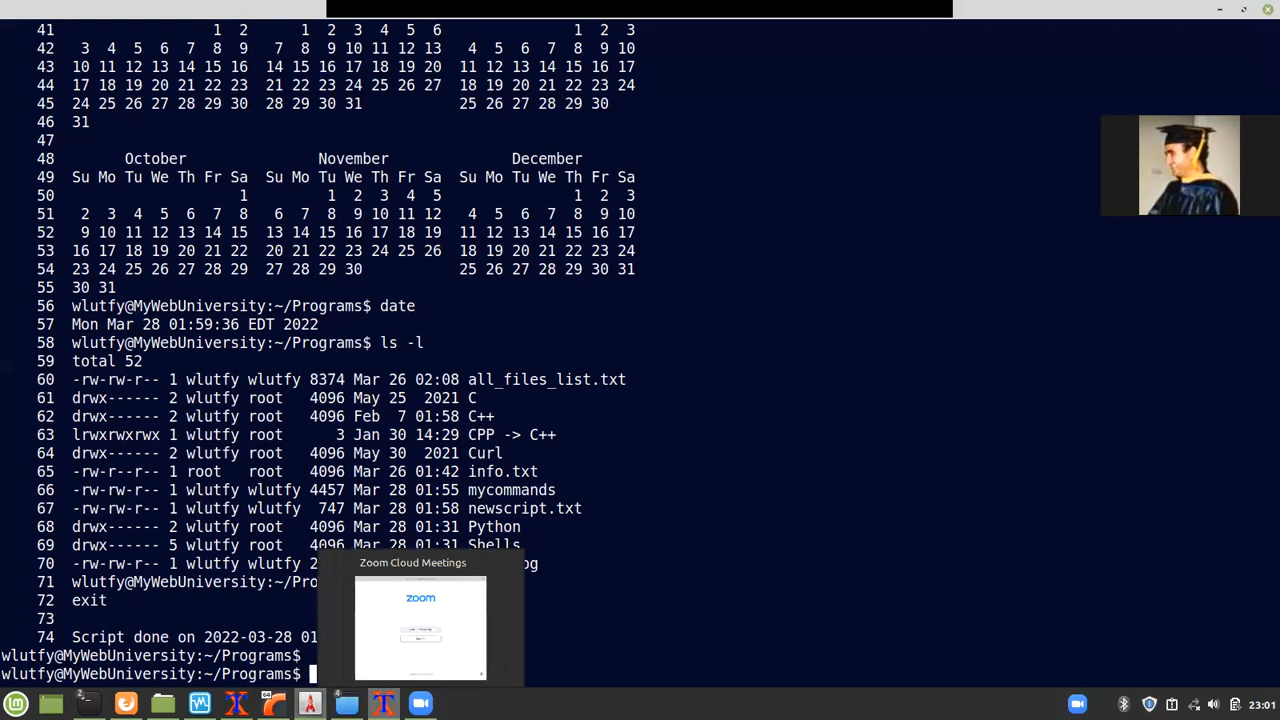 41                   1  2      1  2  3  4  5  6               1  2  3
42   3  4  5  6  7  8  9   7  8  9 10 11 12 13   4  5  6  7  8  9 10
43  10 11 12 13 14 15 16  14 15 16 17 18 19 20  11 12 13 14 15 16 17
44  17 18 19 20 21 22 23  21 22 23 24 25 26 27  18 19 20 21 22 23 24
45  24 25 26 27 28 29 30  28 29 30 31           25 26 27 28 29 30
46  31
47
48        October               November              December
49  Su Mo Tu We Th Fr Sa  Su Mo Tu We Th Fr Sa  Su Mo Tu We Th Fr Sa
50                     1         1  2  3  4  5               1  2  3
51   2  3  4  5  6  7  8   6  7  8  9 10 11 12   4  5  6  7  8  9 10
52   9 10 11 12 13 14 15  13 14 15 16 17 18 19  11 12 13 14 15 16 17
53  16 17 18 19 20 21 22  20 21 22 23 24 25 26  18 19 20 21 22 23 24
54  23 24 25 26 27 28 29  27 28 29 30           25 26 27 28 29 30 31
55  30 31
56  wlutfy@MyWebUniversity:~/Programs$ date
57  Mon Mar 28 01:59:36 EDT 2022
58  wlutfy@MyWebUniversity:~/Programs$ ls -l
59  total 52
60  -rw-rw-r-- 1 wlutfy wlutfy 8374 Mar 26 02:08 all_files_list.txt
61  drwx------ 2 wlutfy root   4096 May 25  2021 C
62  drwx------ 2 wlutfy root   4096 Feb  7 01:58 C++
63  lrwxrwxrwx 1 wlutfy root      3 Jan 30 14:29 CPP -> C++
64  drwx------ 2 wlutfy root   4096 May 30  2021 Curl
65  -rw-r--r-- 1 root   root   4096 Mar 26 01:42 info.txt
66  -rw-rw-r-- 1 wlutfy wlutfy 4457 Mar 28 01:55 mycommands
67  -rw-rw-r-- 1 wlutfy wlutfy  747 Mar 28 01:58 newscript.txt
68  drwx------ 2 wlutfy root   4096 Mar 28 01:31 Python
69  drwx------ 5 wlutfy root   4096 Mar 28 01:31 Shells
70  -rw-rw-r-- 1 wlutfy wlutfy 2
71  wlutfy@MyWebUniversity:~/Pro
72  exit
73
74  Script done on 2022-03-28 01
wlutfy@MyWebUniversity:~/Programs$
wlutfy@MyWebUniversity:~/Programs$
Zoom Cloud Meetings
zoom
2
64
4
23:01